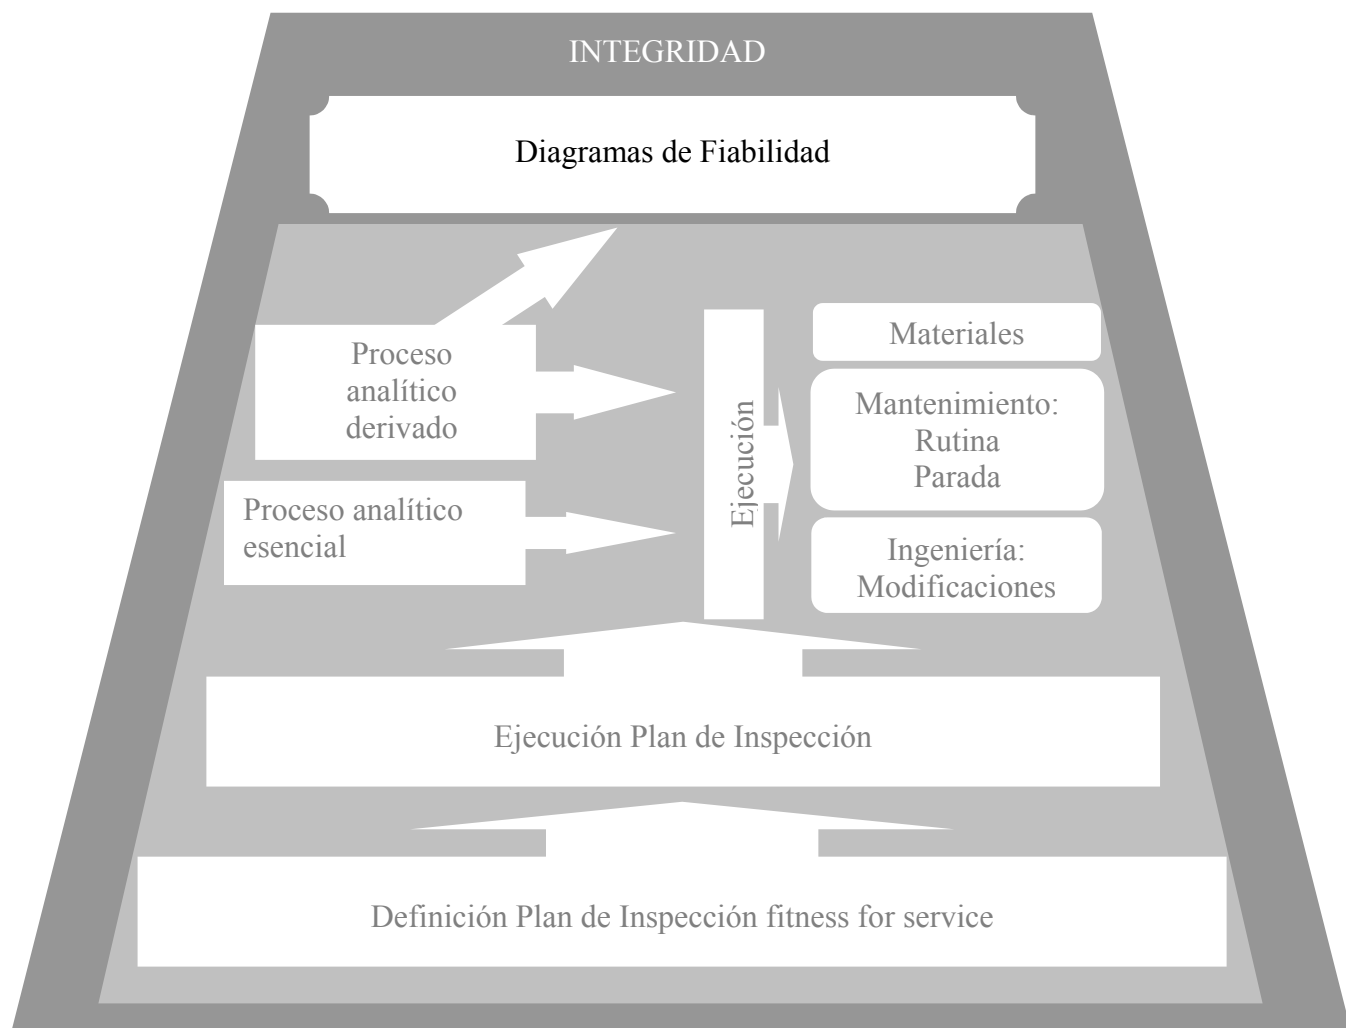 INTEGRIDAD
Diagramas de Fiabilidad
Proceso
analítico
derivado
Proceso analítico
esencial
Ejecución
Materiales
Mantenimiento:
Rutina
Parada
Ingeniería:
Modificaciones
Ejecución Plan de Inspección
Definición Plan de Inspección fitness for service